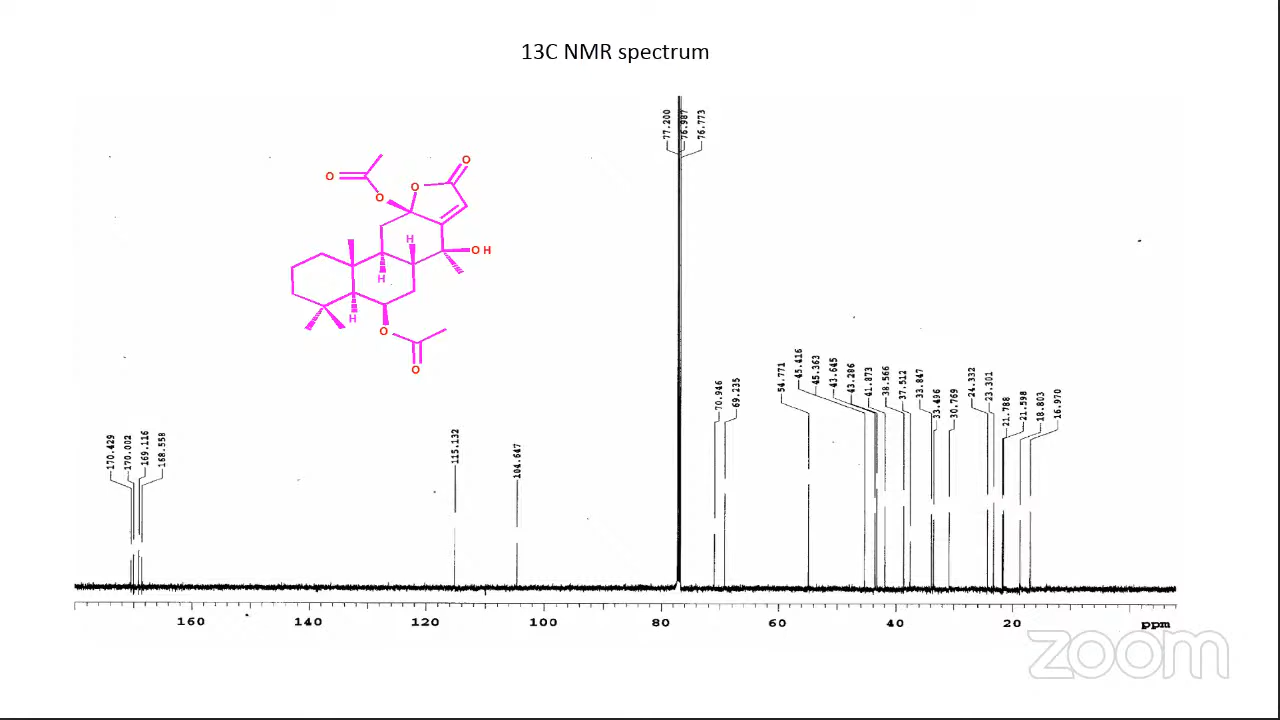 13C NMR spectrum
77.200
76.987
76.773
O
O
O
O
H
O H
H
H
O
O
170.429
170.002
169.116
168.558
115.132
104.647
70.946
69.235
54.771
45.416
45.363
43.645
43.286
41.873
38.566
37.512
33.847
33.496
30.769
24.332
23.301
21.788
21.598
18.803
16.970
160 140 120 100 80 60 40 20 ppm
zoom